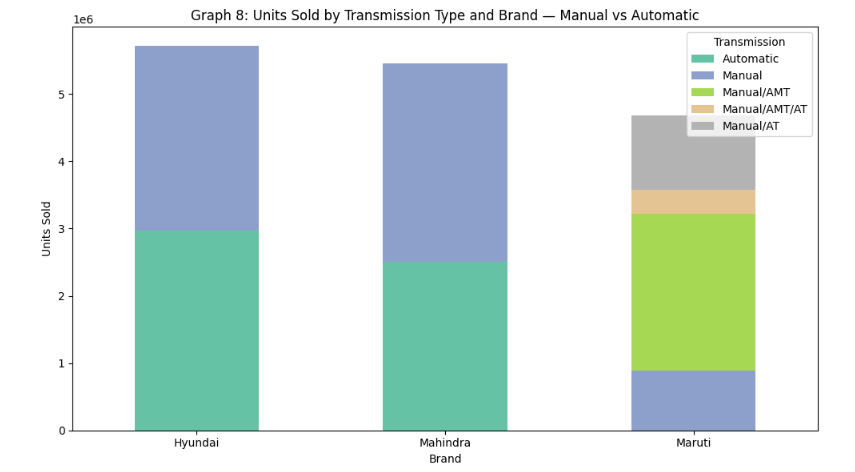 Graph 8: Units Sold by Transmission Type and Brand — Manual vs Automatic
1e6
Transmission
Automatic
Manual
Manual/AMT
Manual/AMT/AT
Manual/AT
5
4
3
2
1
0
Units Sold
Hyundai
Mahindra
Maruti
Brand